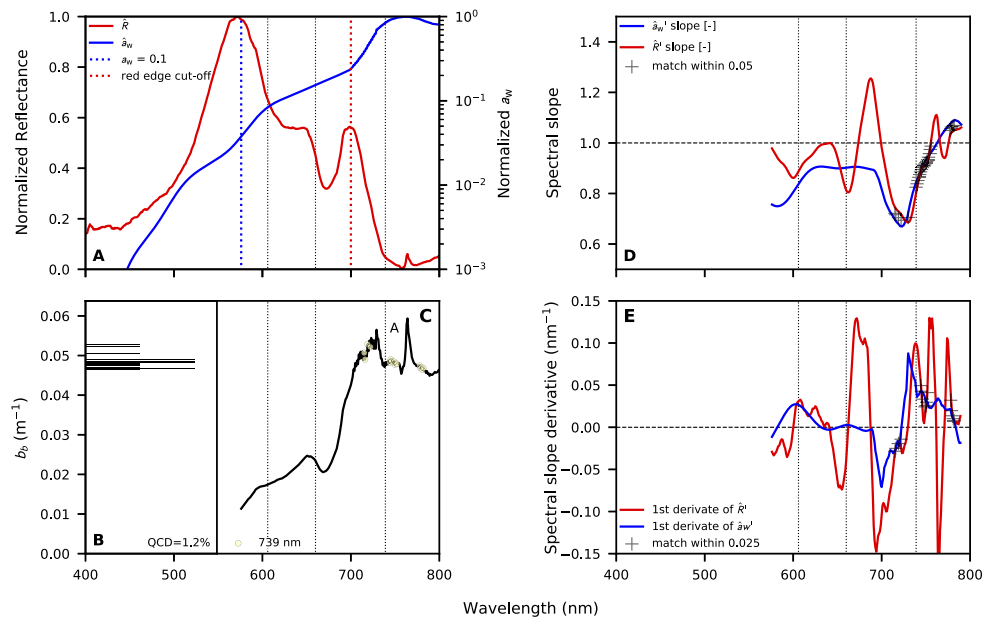 1.0
0.8
0.6
0.4
0.2
0.0
Normalized Reflectance
R̂
â_w
a_w = 0.1
red edge cut-off
A
10⁰
10⁻¹
10⁻²
10⁻³
Normalized a_w
0.06
0.05
0.04
0.03
0.02
0.01
0.00
b_b (m⁻¹)
B
QCD=1.2%
A
C
739 nm
400
500
600
700
800
1.4
1.2
1.0
0.8
0.6
Spectral slope
â_w' slope [-]
R̂' slope [-]
match within 0.05
D
0.15
0.10
0.05
0.00
−0.05
−0.10
−0.15
Spectral slope derivative (nm⁻¹)
E
1st derivate of R̂'
1st derivate of âw'
match within 0.025
400
500
600
700
800
Wavelength (nm)